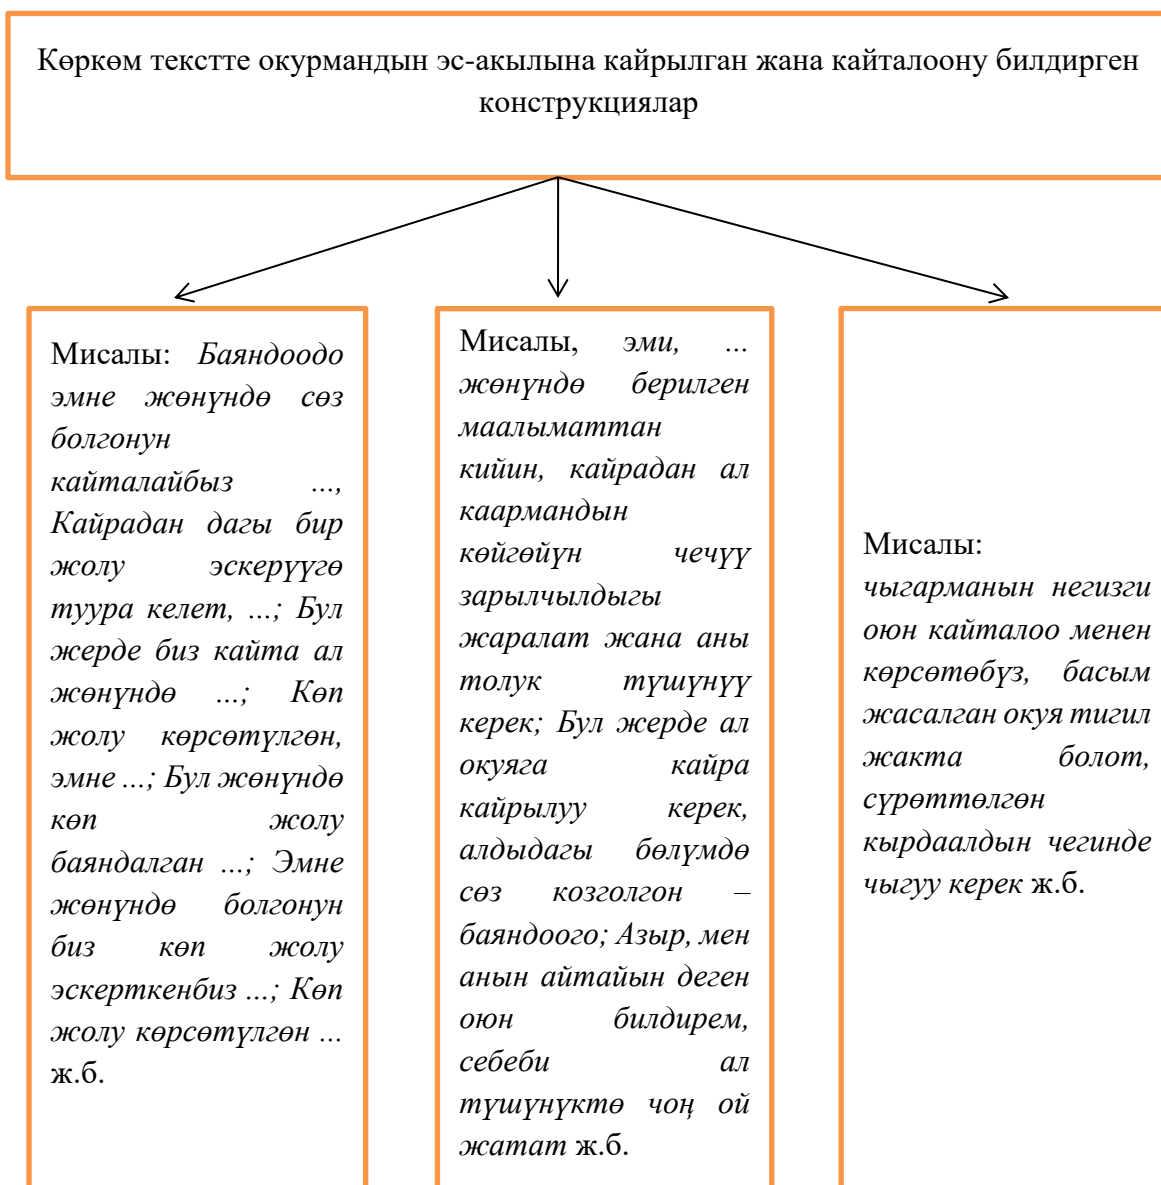 Көркөм текстте окурмандын эс-акылына кайрылган жана кайталоону билдирген
конструкциялар
Мисалы: Баяндоодо
эмне жөнүндө сөз
болгонун
кайталайбыз ...,
Кайрадан дагы бир
жолу эскерүүгө
туура келет, ...; Бул
жерде биз кайта ал
жөнүндө ...; Көп
жолу көрсөтүлгөн,
эмне ...; Бул жөнүндө
көп жолу
баяндалган ...; Эмне
жөнүндө болгонун
биз көп жолу
эскерткенбиз ...; Көп
жолу көрсөтүлгөн ...
ж.б.
Мисалы, эми, ...
жөнүндө берилген
маалыматтан
кийин, кайрадан ал
каармандын
көйгөйүн чечүү
зарылчылдыгы
жаралат жана аны
толук түшүнүү
керек; Бул жерде ал
окуяга кайра
кайрылуу керек,
алдыдагы бөлүмдө
сөз козголгон –
баяндоого; Азыр, мен
анын айтайын деген
оюн билдирем,
себеби ал
түшүнүктө чоң ой
жатат ж.б.
Мисалы:
чыгарманын негизги
оюн кайталоо менен
көрсөтөбүз, басым
жасалган окуя тигил
жакта болот,
сүрөттөлгөн
кырдаалдын чегинде
чыгуу керек ж.б.